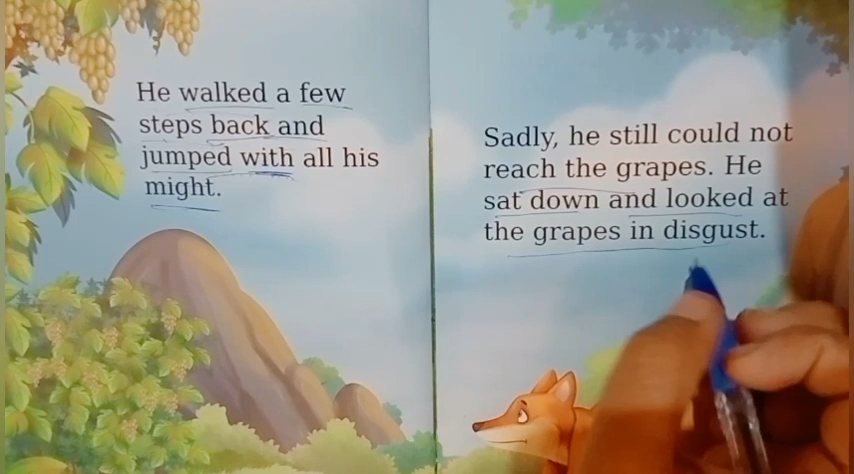 He walked a few
steps back and
jumped with all his
might.
Sadly, he still could not
reach the grapes. He
sat down and looked at
the grapes in disgust.